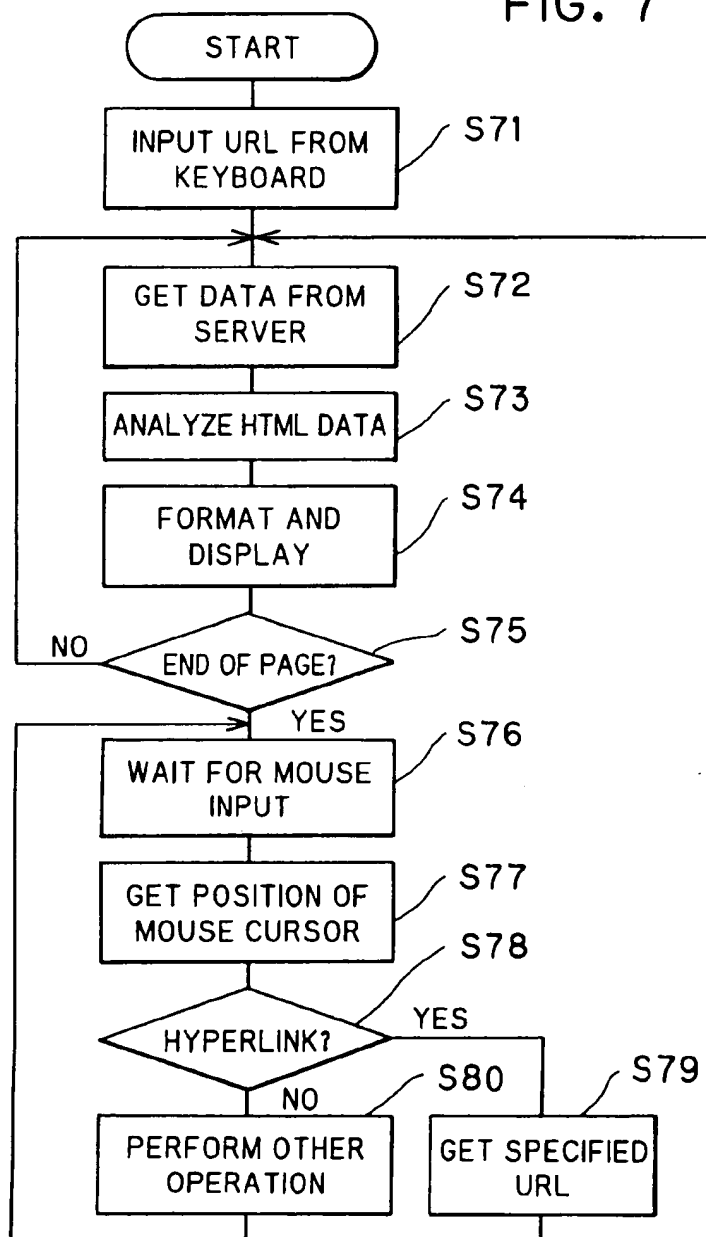 FIG. 7
START
INPUT URL FROM
KEYBOARD
S71
GET DATA FROM
SERVER
S72
ANALYZE HTML DATA
S73
FORMAT AND
DISPLAY
S74
END OF PAGE?
S75
NO
YES
WAIT FOR MOUSE
INPUT
S76
GET POSITION OF
MOUSE CURSOR
S77
HYPERLINK?
S78
YES
NO
PERFORM OTHER
OPERATION
S80
GET SPECIFIED
URL
S79